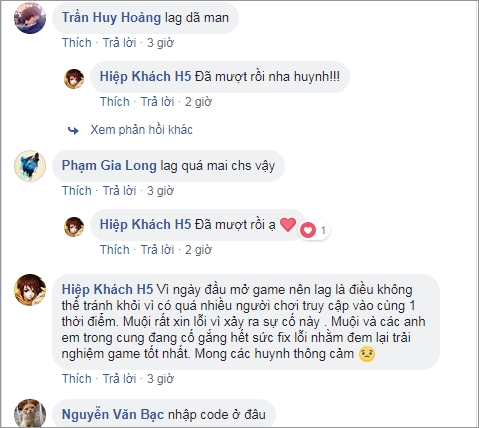 Trần Huy Hoảng lag dã man
Thích · Trả lời · 3 giờ
Hiệp Khách H5 Đã mượt rồi nha huynh!!!
Thích · Trả lời · 2 giờ
Xem phản hồi khác
Phạm Gia Long lag quá mai chs vậy
Thích · Trả lời · 3 giờ
Hiệp Khách H5 Đã mượt rồi ạ ❤ 1
Thích · Trả lời · 2 giờ
Hiệp Khách H5 Vì ngày đầu mở game nên lag là điều không
thể tránh khỏi vì có quá nhiều người chơi truy cập vào cùng 1
thời điểm. Muội rất xin lỗi vì xảy ra sự cố này . Muội và các anh
em trong cung đang cố gắng hết sức fix lỗi nhằm đem lại trải
nghiệm game tốt nhất. Mong các huynh thông cảm 😉
Thích · Trả lời · 3 giờ
Nguyễn Văn Bạc nhập code ở đâu